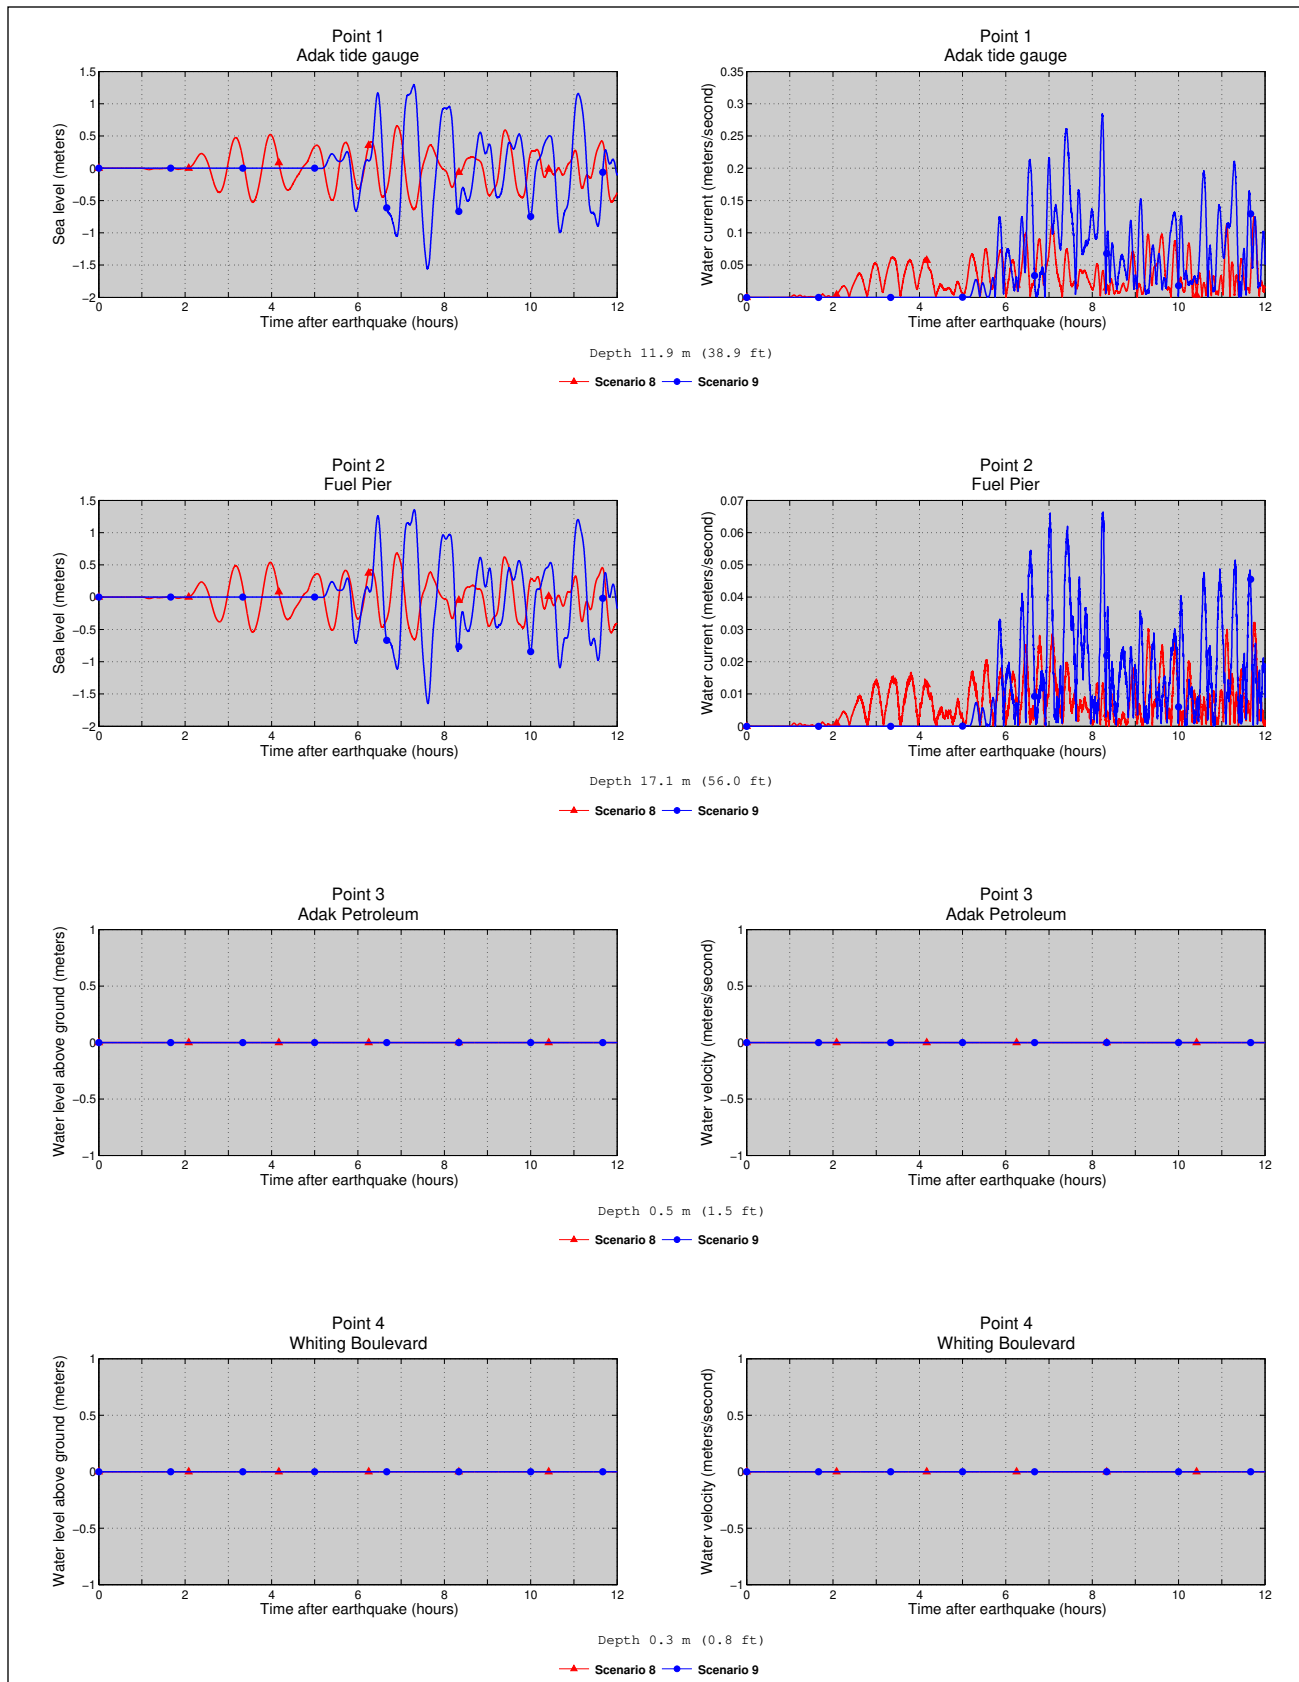 Point 1
Adak tide gauge
Sea level (meters)
1.5
1
0.5
0
−0.5
−1
−1.5
−2
0 2 4 6 8 10 12
Time after earthquake (hours)
Point 1
Adak tide gauge
Water current (meters/second)
0.35
0.3
0.25
0.2
0.15
0.1
0.05
0
0 2 4 6 8 10 12
Time after earthquake (hours)
Depth 11.9 m (38.9 ft)
Scenario 8 Scenario 9
Point 2
Fuel Pier
Sea level (meters)
1.5
1
0.5
0
−0.5
−1
−1.5
−2
0 2 4 6 8 10 12
Time after earthquake (hours)
Point 2
Fuel Pier
Water current (meters/second)
0.07
0.06
0.05
0.04
0.03
0.02
0.01
0
0 2 4 6 8 10 12
Time after earthquake (hours)
Depth 17.1 m (56.0 ft)
Scenario 8 Scenario 9
Point 3
Adak Petroleum
Water level above ground (meters)
1
0.5
0
−0.5
−1
0 2 4 6 8 10 12
Time after earthquake (hours)
Point 3
Adak Petroleum
Water velocity (meters/second)
1
0.5
0
−0.5
−1
0 2 4 6 8 10 12
Time after earthquake (hours)
Depth 0.5 m (1.5 ft)
Scenario 8 Scenario 9
Point 4
Whiting Boulevard
Water level above ground (meters)
1
0.5
0
−0.5
−1
0 2 4 6 8 10 12
Time after earthquake (hours)
Point 4
Whiting Boulevard
Water velocity (meters/second)
1
0.5
0
−0.5
−1
0 2 4 6 8 10 12
Time after earthquake (hours)
Depth 0.3 m (0.8 ft)
Scenario 8 Scenario 9